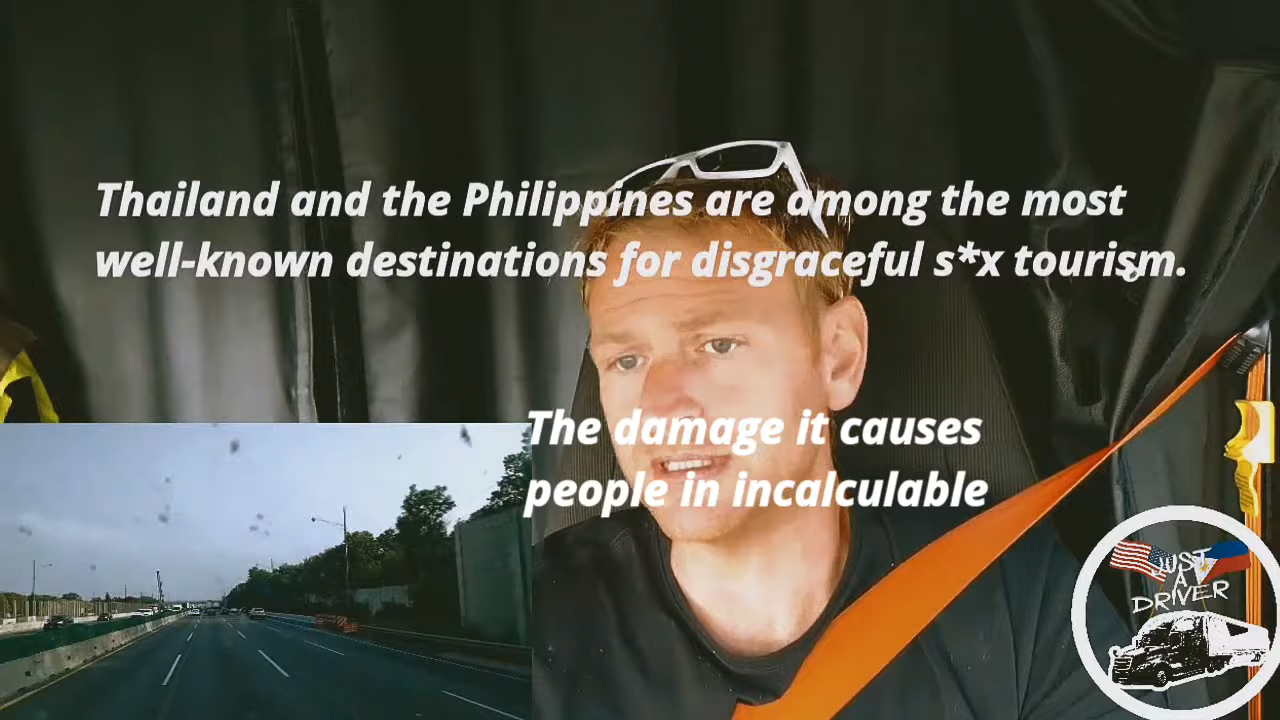 Thailand and the Philippines are among the most
well-known destinations for disgraceful s*x tourism.
The damage it causes
people in incalculable
JUST
A
DRIVER